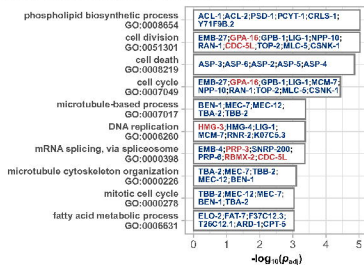 phospholipid biosynthetic process
GO:0008654
ACL-1;ACL-2;PSD-1;PCYT-1;CRLS-1;
Y71F9B.2
cell division
GO:0051301
EMB-27;GPA-16;GPB-1;LIG-1;NPP-10;
RAN-1;CDC-5L;TOP-2;MLC-5;CSNK-1
cell death
GO:0008219
ASP-3;ASP-6;ASP-2;ASP-5;ASP-4
cell cycle
GO:0007049
EMB-27;GPA-16;GPB-1;LIG-1;MCM-7;
NPP-10;RAN-1;TOP-2;MLC-5;CSNK-1
microtubule-based process
GO:0007017
BEN-1;MEC-7;MEC-12;
TBA-2;TBB-2
DNA replication
GO:0006260
HMG-3;HMG-4;LIG-1;
MCM-7;RNR-2;K07C5.3
mRNA splicing, via spliceosome
GO:0000398
EMB-4;PRP-3;SNRP-200;
PRP-6;RBMX-2;CDC-5L
microtubule cytoskeleton organization
GO:0000226
TBA-2;MEC-7;TBB-2;
MEC-12;BEN-1
mitotic cell cycle
GO:0000278
TBB-2;MEC-12;MEC-7;
BEN-1;TBA-2
fatty acid metabolic process
GO:0006631
ELO-2;FAT-7;F37C12.3;
T26C12.1;ARD-1;CPT-5
0 1 2 3 4 5
-log10(padj)